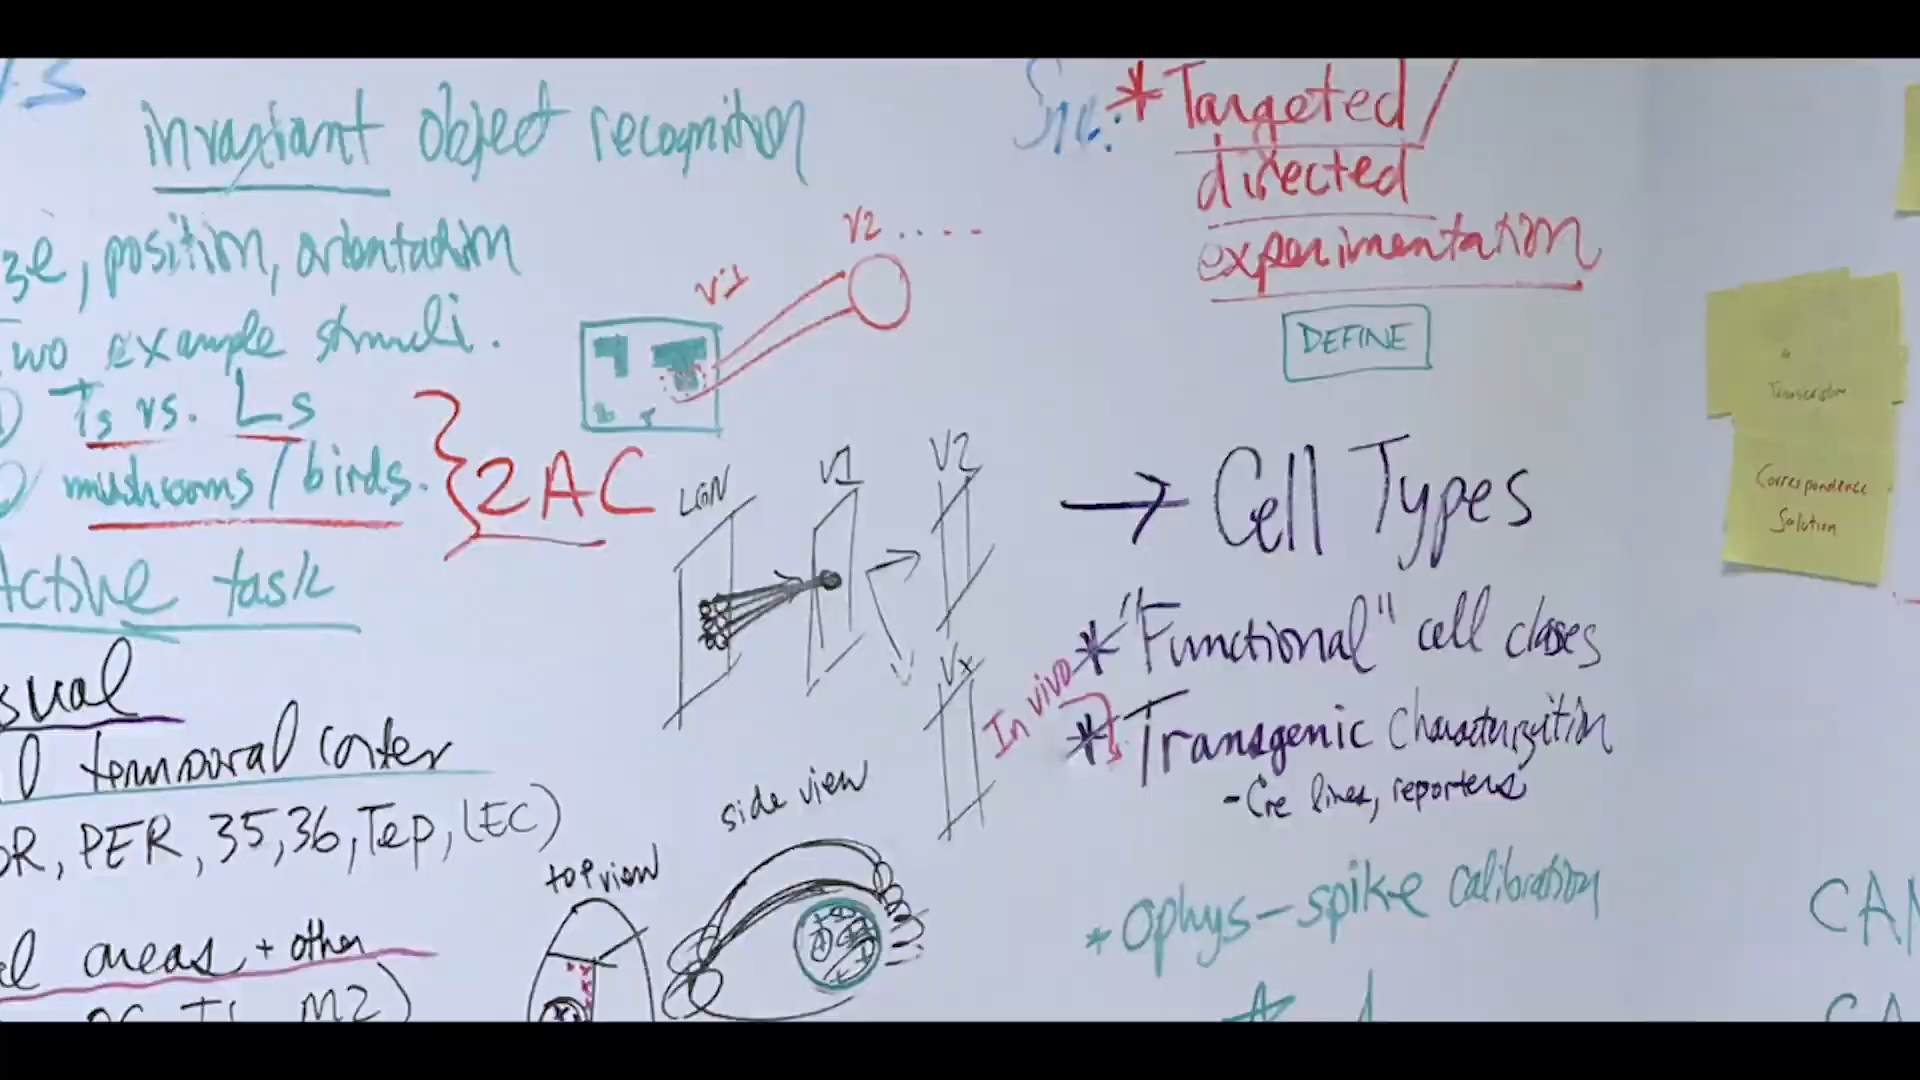 invariant object recognition
, position, orientation
two example stimuli.
Ts vs. Ls
mushrooms/birds.
2AC
Active task
temporal cortex
PER, 35, 36, Tep, LEC)
areas + other
M2)
V1
V2.....
LGN
V1
V2
Vx
side view
top view
* Targeted/
directed
experimentation
DEFINE
→ Cell Types
* "Functional" cell classes
In vivo
* Transgenic Characterization
- Cre lines, reporters
* Ophys-spike calibration
Correspondence
Solution